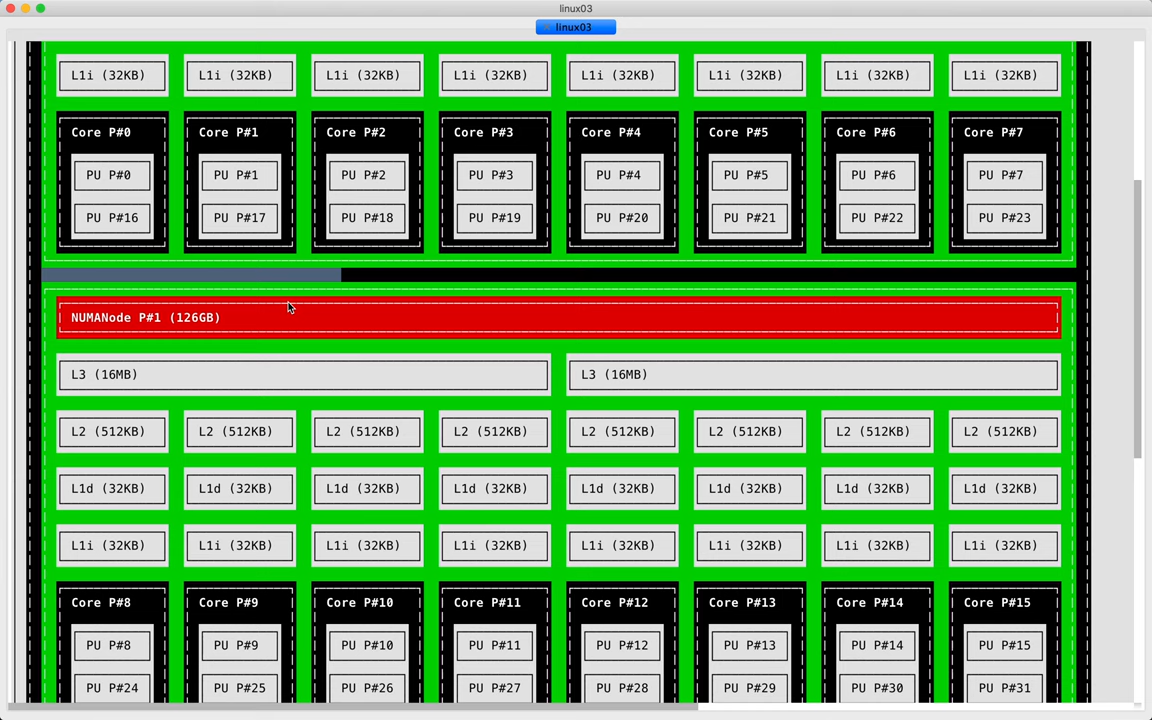 linux03
linux03
L1i (32KB) L1i (32KB) L1i (32KB) L1i (32KB) L1i (32KB) L1i (32KB) L1i (32KB) L1i (32KB)
Core P#0 Core P#1 Core P#2 Core P#3 Core P#4 Core P#5 Core P#6 Core P#7
PU P#0 PU P#1 PU P#2 PU P#3 PU P#4 PU P#5 PU P#6 PU P#7
PU P#16 PU P#17 PU P#18 PU P#19 PU P#20 PU P#21 PU P#22 PU P#23
NUMANode P#1 (126GB)
L3 (16MB) L3 (16MB)
L2 (512KB) L2 (512KB) L2 (512KB) L2 (512KB) L2 (512KB) L2 (512KB) L2 (512KB) L2 (512KB)
L1d (32KB) L1d (32KB) L1d (32KB) L1d (32KB) L1d (32KB) L1d (32KB) L1d (32KB) L1d (32KB)
L1i (32KB) L1i (32KB) L1i (32KB) L1i (32KB) L1i (32KB) L1i (32KB) L1i (32KB) L1i (32KB)
Core P#8 Core P#9 Core P#10 Core P#11 Core P#12 Core P#13 Core P#14 Core P#15
PU P#8 PU P#9 PU P#10 PU P#11 PU P#12 PU P#13 PU P#14 PU P#15
PU P#24 PU P#25 PU P#26 PU P#27 PU P#28 PU P#29 PU P#30 PU P#31